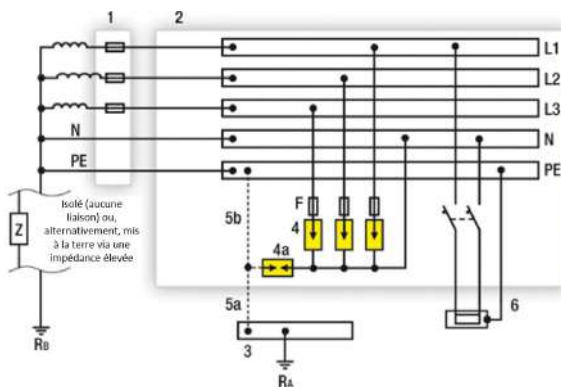 1
2
L1
L2
L3
N
N
PE
PE
Isolé (aucune
liaison) ou,
alternativement, mis
à la terre via une
impédance élevée
Z
F
4
5b
4a
5a
6
3
RB
RA